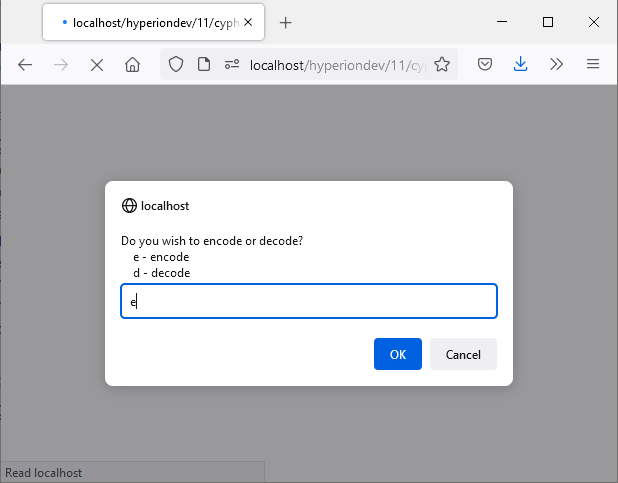 localhost/hyperiondev/11/cyph
localhost/hyperiondev/11/cyp
localhost
Do you wish to encode or decode?
e - encode
d - decode
e
OK
Cancel
Read localhost